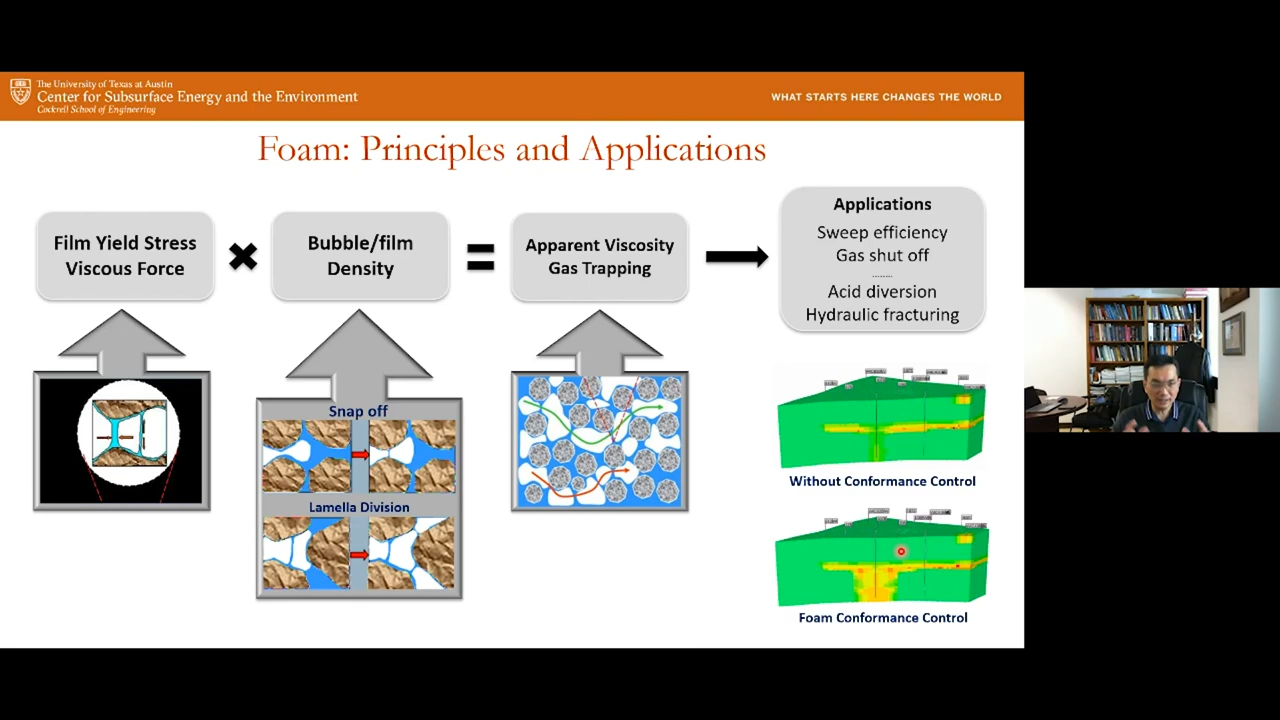 The University of Texas at Austin
Center for Subsurface Energy and the Environment
Cockrell School of Engineering
WHAT STARTS HERE CHANGES THE WORLD
Foam: Principles and Applications
Film Yield Stress
Viscous Force
Bubble/film
Density
Apparent Viscosity
Gas Trapping
Applications
Sweep efficiency
Gas shut off
........
Acid diversion
Hydraulic fracturing
Snap off
Lamella Division
Without Conformance Control
Foam Conformance Control